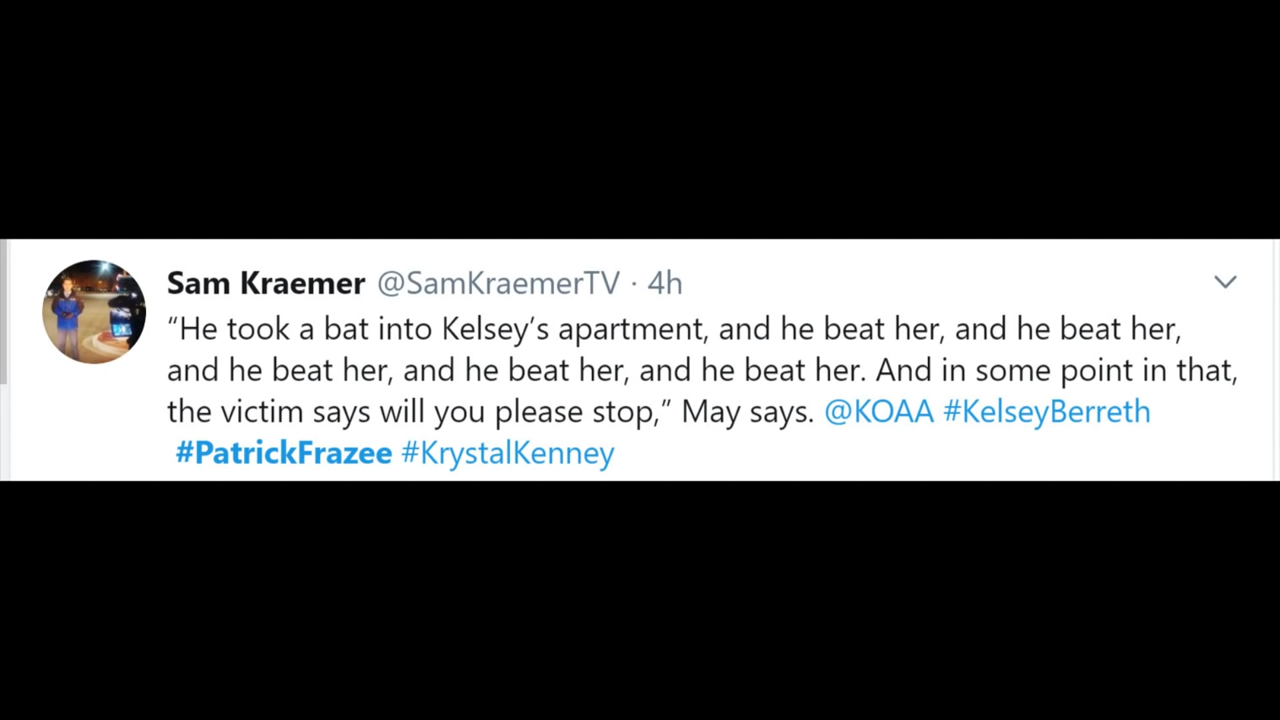 Sam Kraemer @SamKraemerTV · 4h
“He took a bat into Kelsey’s apartment, and he beat her, and he beat her,
and he beat her, and he beat her, and he beat her. And in some point in that,
the victim says will you please stop,” May says. @KOAA #KelseyBerreth
#PatrickFrazee #KrystalKenney